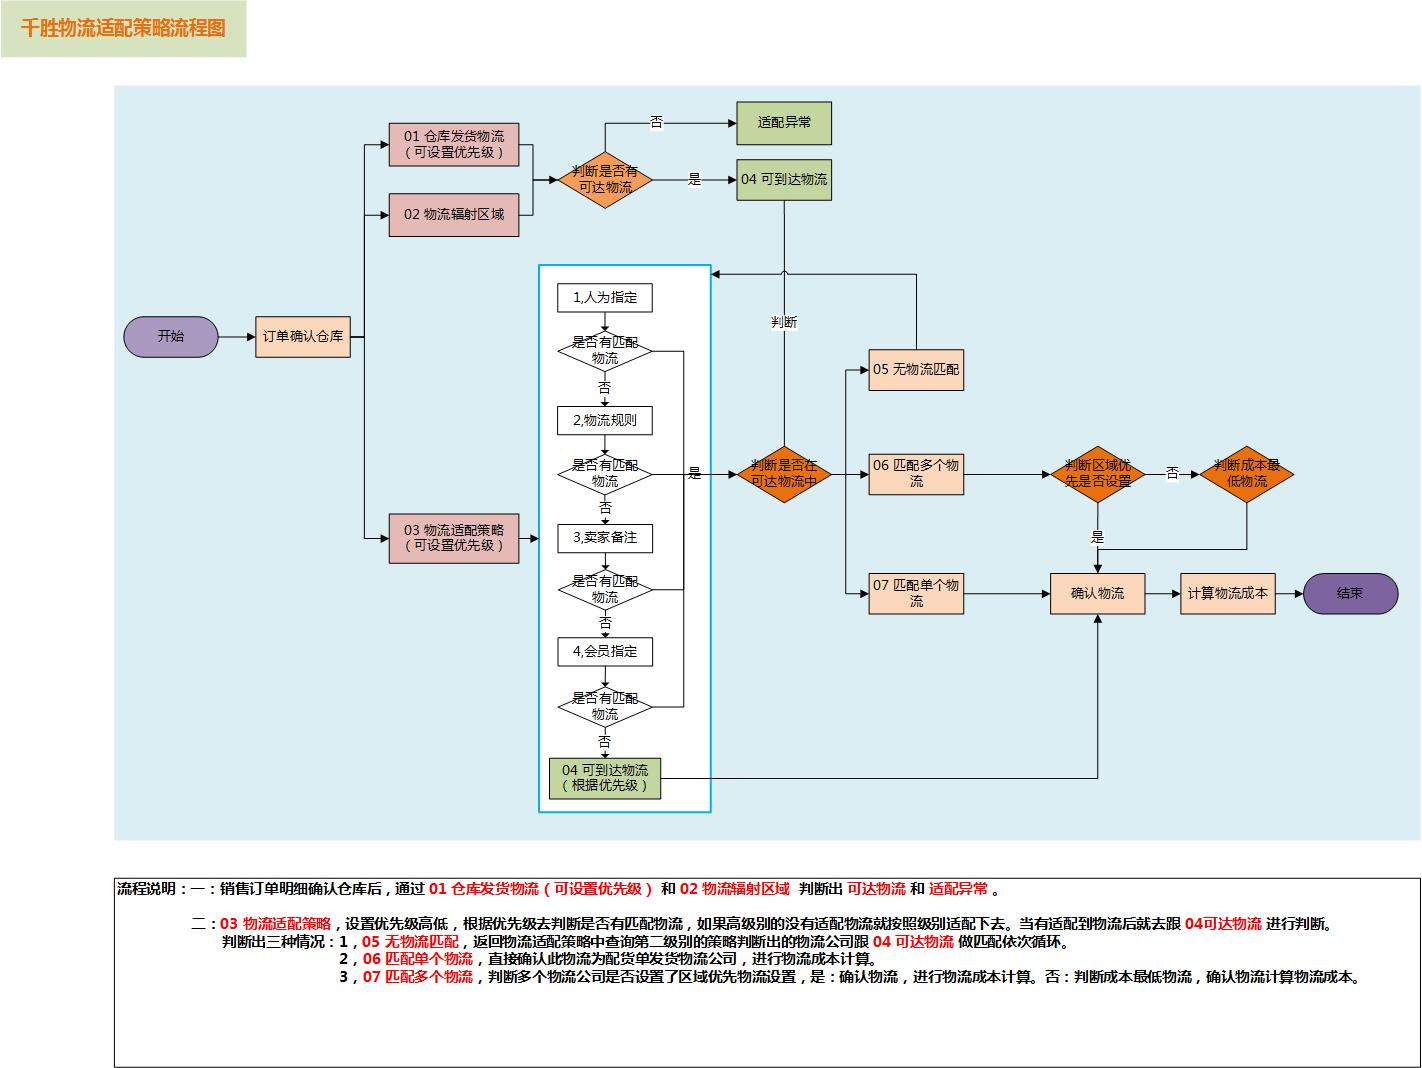 千胜物流适配策略流程图
01 仓库发货物流
（可设置优先级）
否
适配异常
判断是否有
可达物流
是
04 可到达物流
02 物流辐射区域
1,人为指定
是否有匹配
物流
否
判断
开始
订单确认仓库
05 无物流匹配
2,物流规则
是否有匹配
物流
否
是
判断是否在
可达物流中
06 匹配多个物
流
判断区域优
先是否设置
否
判断成本最
低物流
是
03 物流适配策略
（可设置优先级）
3,卖家备注
是否有匹配
物流
否
07 匹配单个物
流
确认物流
计算物流成本
结束
4,会员指定
是否有匹配
物流
否
04 可到达物流
（根据优先级）
流程说明：一：销售订单明细确认仓库后，通过 01 仓库发货物流（可设置优先级） 和 02 物流辐射区域 判断出 可达物流 和 适配异常 。
二：03 物流适配策略，设置优先级高低，根据优先级去判断是否有匹配物流，如果高级别的没有适配物流就按照级别适配下去。当有适配到物流后就去跟 04可达物流 进行判断。
判断出三种情况：1，05 无物流匹配，返回物流适配策略中查询第二级别的策略判断出的物流公司跟 04 可达物流 做匹配依次循环。
2，06 匹配单个物流，直接确认此物流为配货单发货物流公司，进行物流成本计算。
3，07 匹配多个物流，判断多个物流公司是否设置了区域优先物流设置，是：确认物流，进行物流成本计算。否：判断成本最低物流，确认物流计算物流成本。